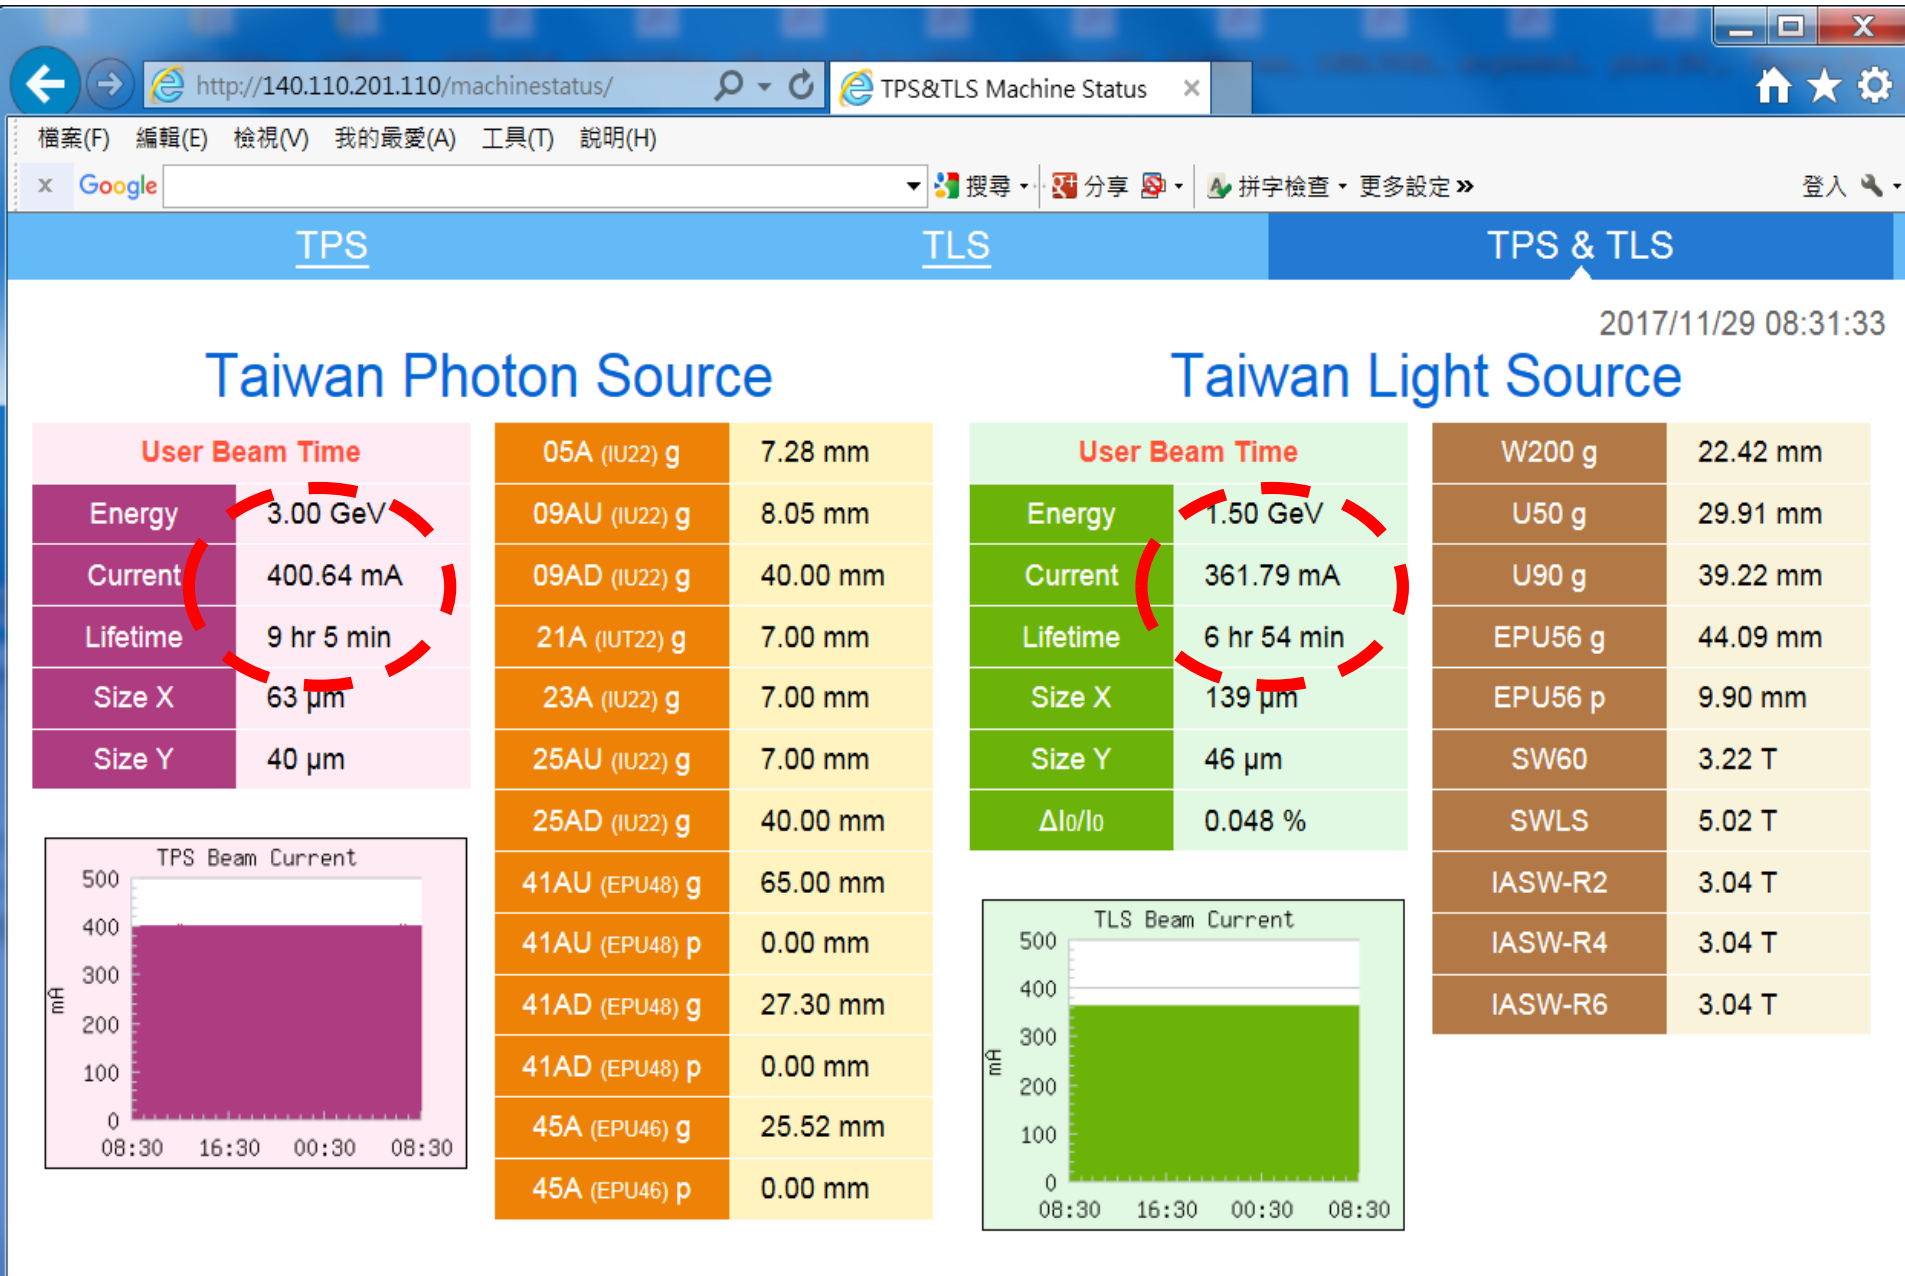 http://140.110.201.110/machinestatus/
TPS&TLS Machine Status
檔案(F) 編輯(E) 檢視(V) 我的最愛(A) 工具(T) 說明(H)
x Google 搜尋 分享 拼字檢查 更多設定 » 登入
TPS TLS TPS & TLS
2017/11/29 08:31:33
Taiwan Photon Source
User Beam Time
Energy 3.00 GeV
Current 400.64 mA
Lifetime 9 hr 5 min
Size X 63 µm
Size Y 40 µm
TPS Beam Current
500
400
300
200
100
0
mA
08:30 16:30 00:30 08:30
05A (IU22) g 7.28 mm
09AU (IU22) g 8.05 mm
09AD (IU22) g 40.00 mm
21A (IUT22) g 7.00 mm
23A (IU22) g 7.00 mm
25AU (IU22) g 7.00 mm
25AD (IU22) g 40.00 mm
41AU (EPU48) g 65.00 mm
41AU (EPU48) p 0.00 mm
41AD (EPU48) g 27.30 mm
41AD (EPU48) p 0.00 mm
45A (EPU46) g 25.52 mm
45A (EPU46) p 0.00 mm
Taiwan Light Source
User Beam Time
Energy 1.50 GeV
Current 361.79 mA
Lifetime 6 hr 54 min
Size X 139 µm
Size Y 46 µm
ΔI0/I0 0.048 %
TLS Beam Current
500
400
300
200
100
0
mA
08:30 16:30 00:30 08:30
W200 g 22.42 mm
U50 g 29.91 mm
U90 g 39.22 mm
EPU56 g 44.09 mm
EPU56 p 9.90 mm
SW60 3.22 T
SWLS 5.02 T
IASW-R2 3.04 T
IASW-R4 3.04 T
IASW-R6 3.04 T